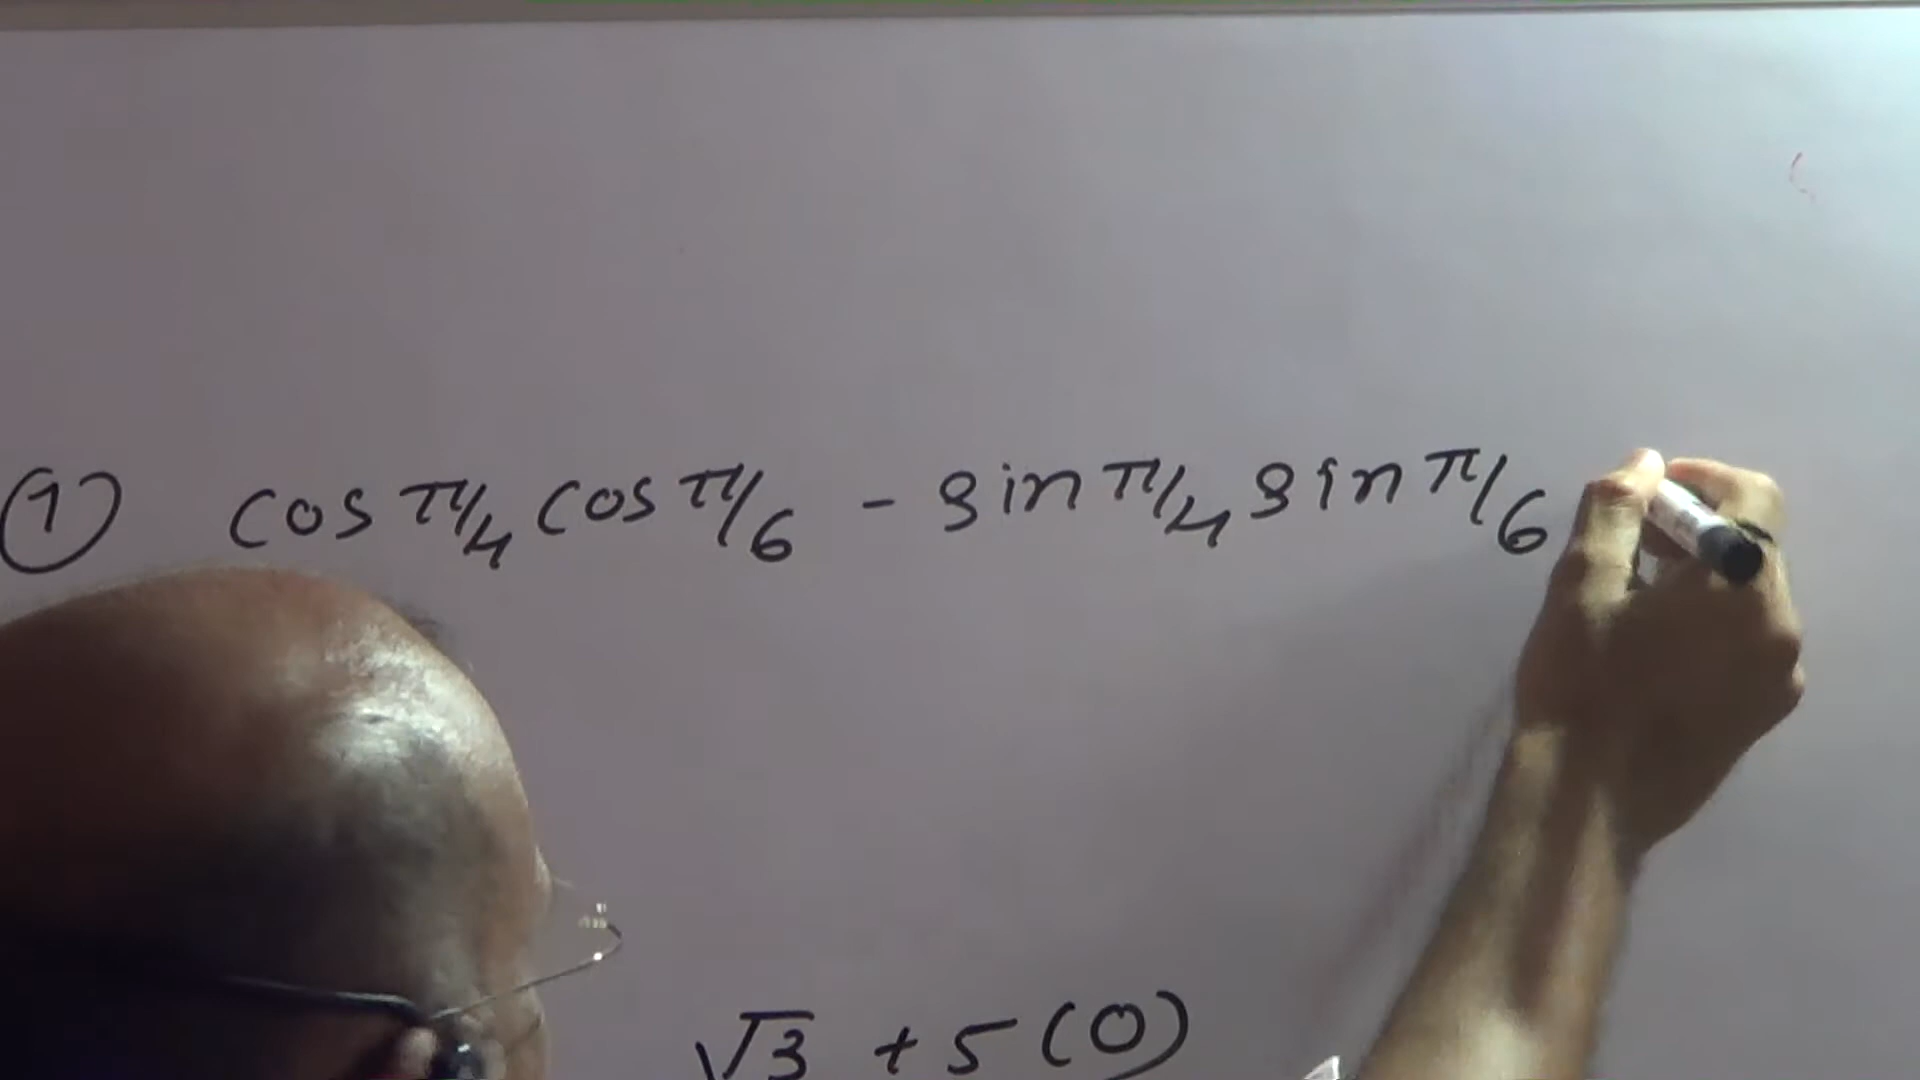 ① cos π/4 cos π/6 - sin π/4 sin π/6
√3 + 5 (0)